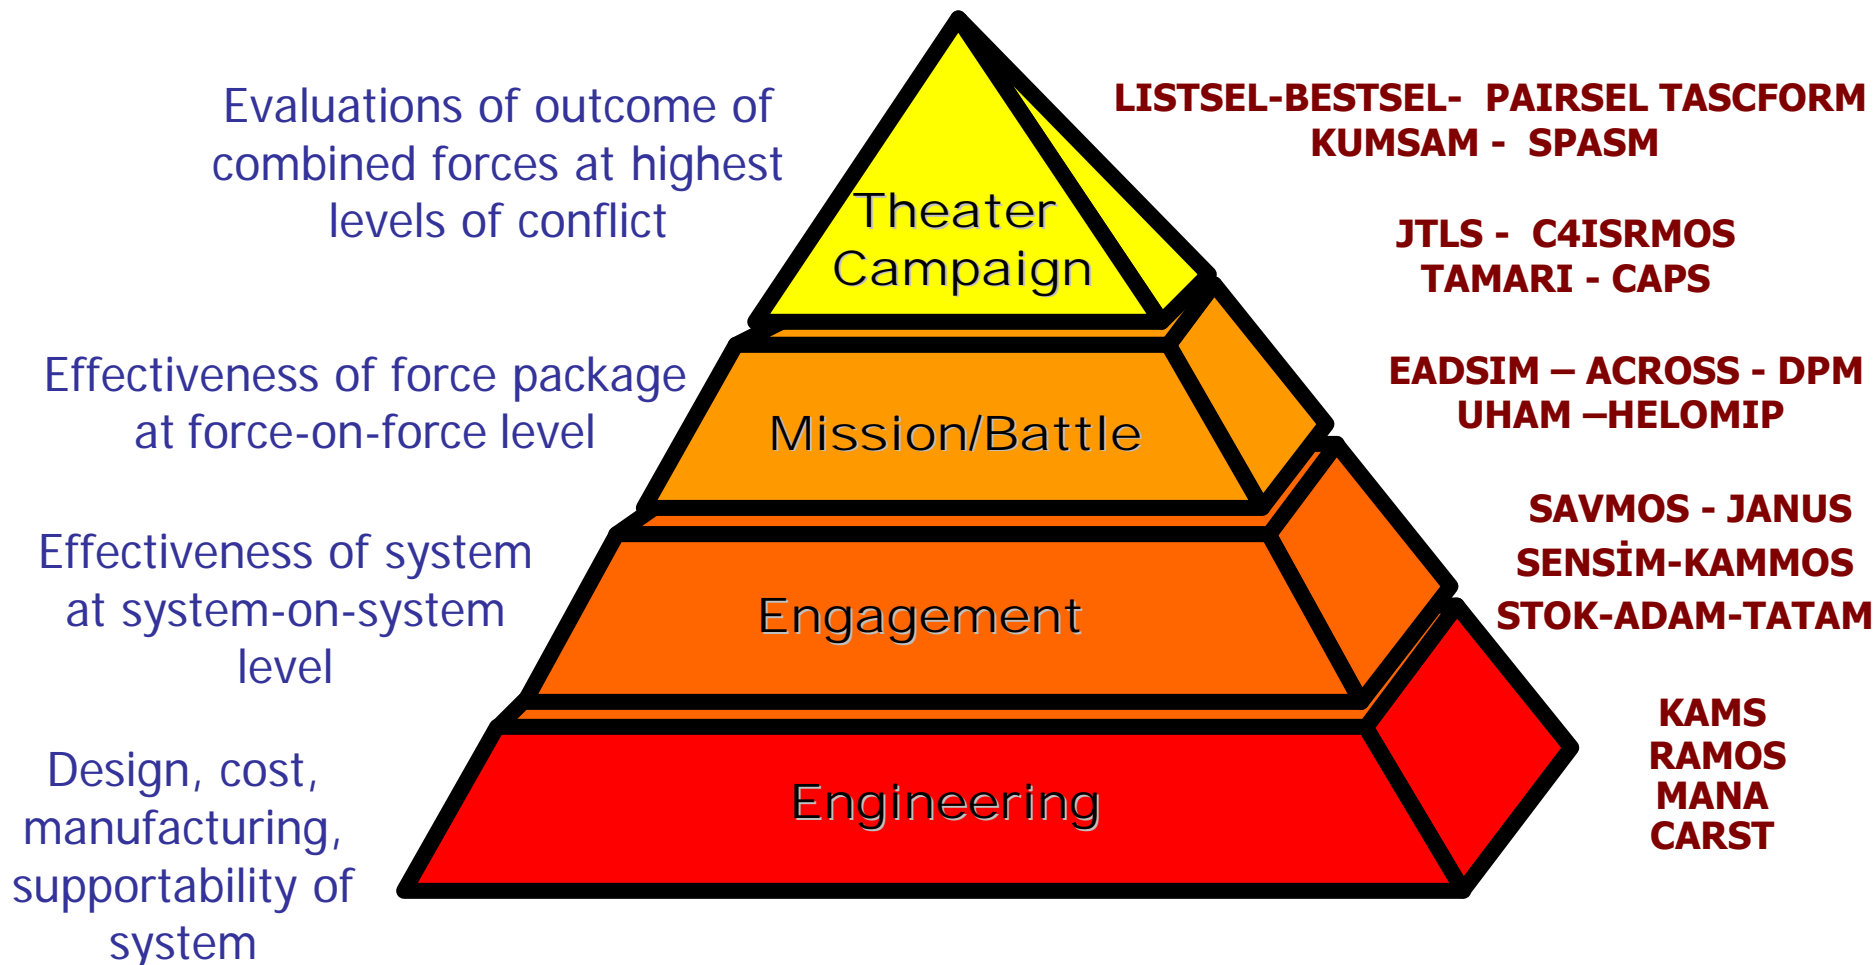 Evaluations of outcome of
combined forces at highest
levels of conflict
Theater
Campaign
LISTSEL-BESTSEL- PAIRSEL TASCFORM
KUMSAM - SPASM
JTLS - C4ISRMOS
TAMARI - CAPS
Effectiveness of force package
at force-on-force level
Mission/Battle
EADSIM – ACROSS - DPM
UHAM –HELOMIP
Effectiveness of system
at system-on-system
level
Engagement
SAVMOS - JANUS
SENSİM-KAMMOS
STOK-ADAM-TATAM
Design, cost,
manufacturing,
supportability of
system
Engineering
KAMS
RAMOS
MANA
CARST